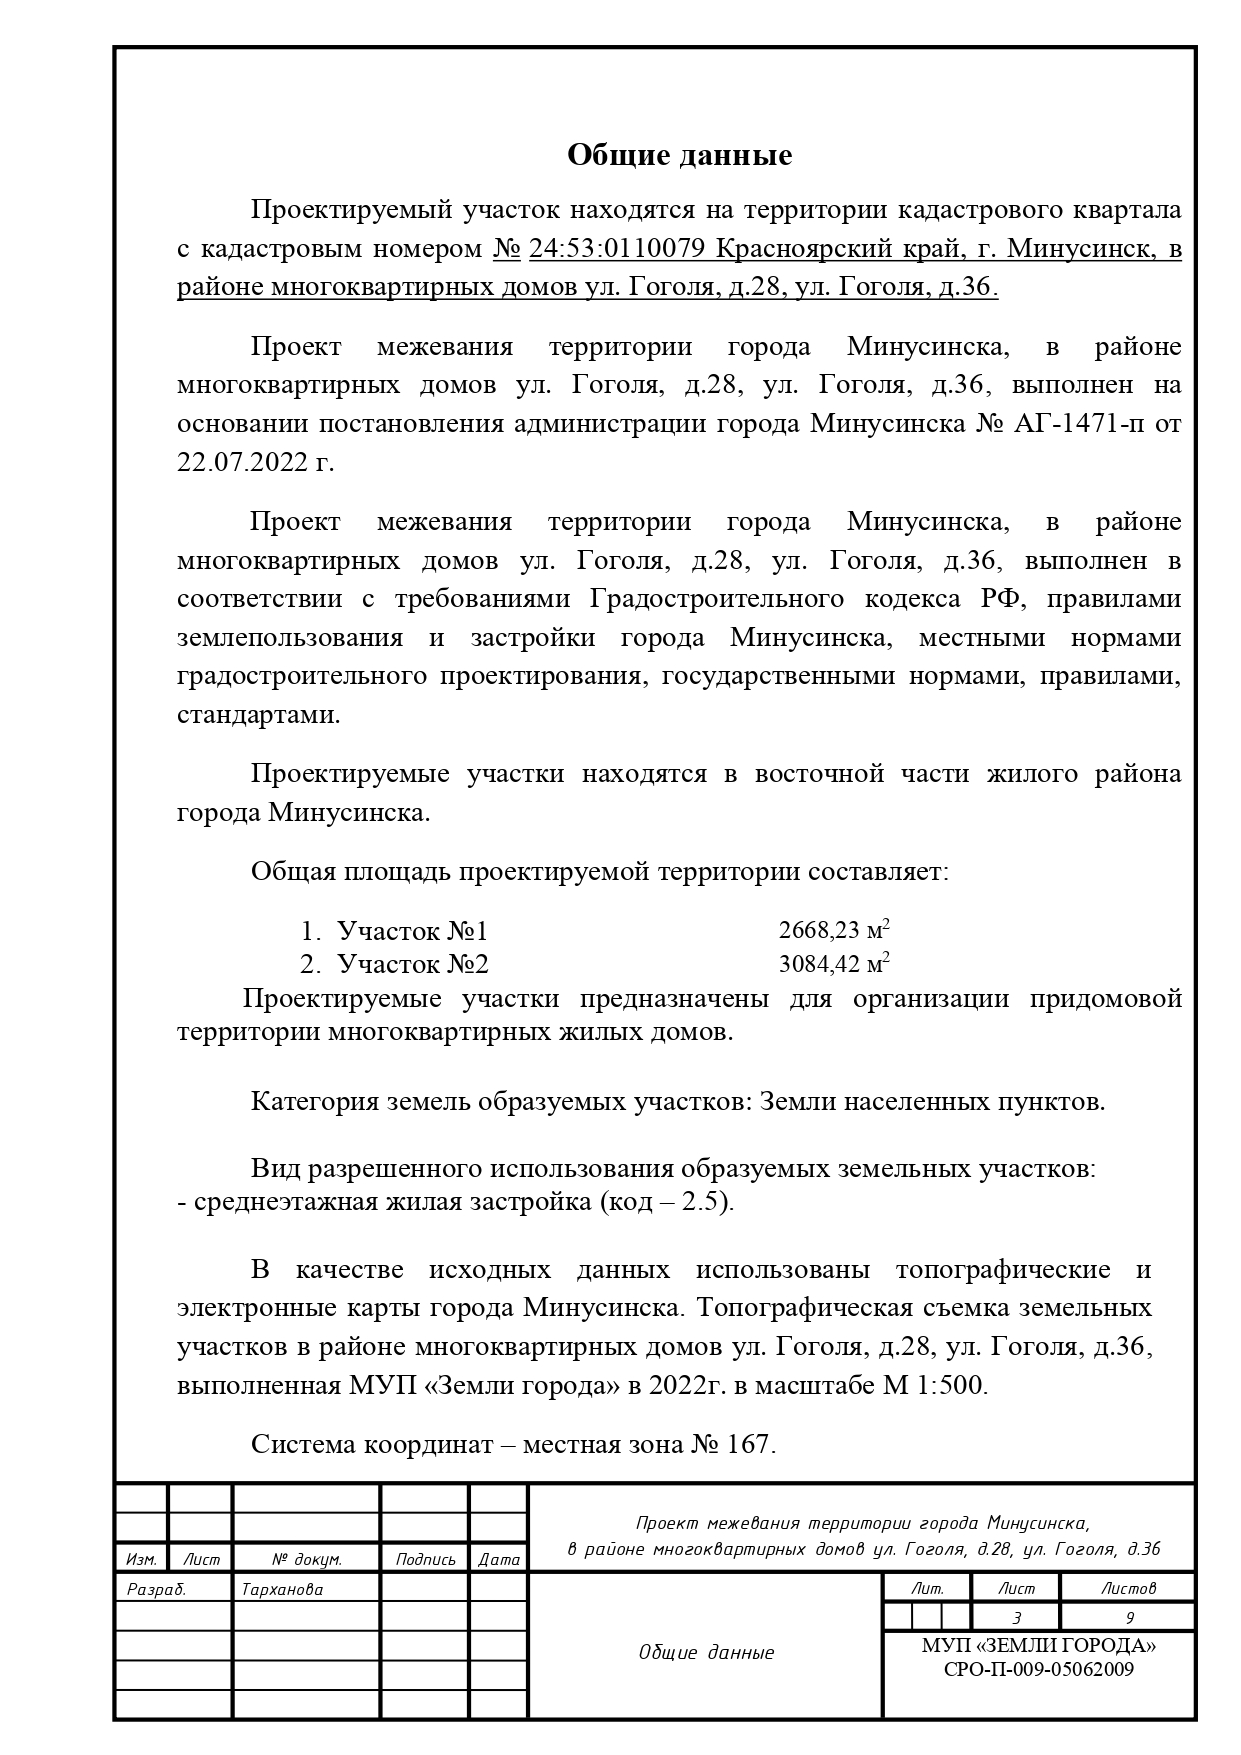 Общие данные
Проектируемый участок находятся на территории кадастрового квартала
с кадастровым номером № 24:53:0110079 Красноярский край, г. Минусинск, в
районе многоквартирных домов ул. Гоголя, д.28, ул. Гоголя, д.36.
Проект межевания территории города Минусинска, в районе
многоквартирных домов ул. Гоголя, д.28, ул. Гоголя, д.36, выполнен на
основании постановления администрации города Минусинска № АГ-1471-п от
22.07.2022 г.
Проект межевания территории города Минусинска, в районе
многоквартирных домов ул. Гоголя, д.28, ул. Гоголя, д.36, выполнен в
соответствии с требованиями Градостроительного кодекса РФ, правилами
землепользования и застройки города Минусинска, местными нормами
градостроительного проектирования, государственными нормами, правилами,
стандартами.
Проектируемые участки находятся в восточной части жилого района
города Минусинска.
Общая площадь проектируемой территории составляет:
1. Участок №1 2668,23 м²
2. Участок №2 3084,42 м²
Проектируемые участки предназначены для организации придомовой
территории многоквартирных жилых домов.
Категория земель образуемых участков: Земли населенных пунктов.
Вид разрешенного использования образуемых земельных участков:
- среднеэтажная жилая застройка (код – 2.5).
В качестве исходных данных использованы топографические и
электронные карты города Минусинска. Топографическая съемка земельных
участков в районе многоквартирных домов ул. Гоголя, д.28, ул. Гоголя, д.36,
выполненная МУП «Земли города» в 2022г. в масштабе М 1:500.
Система координат – местная зона № 167.
Проект межевания территории города Минусинска,
в районе многоквартирных домов ул. Гоголя, д.28, ул. Гоголя, д.36
Изм. Лист № докум. Подпись Дата
Разраб. Тарханова
Общие данные
Лит. Лист Листов
3 9
МУП «ЗЕМЛИ ГОРОДА»
СРО-П-009-05062009